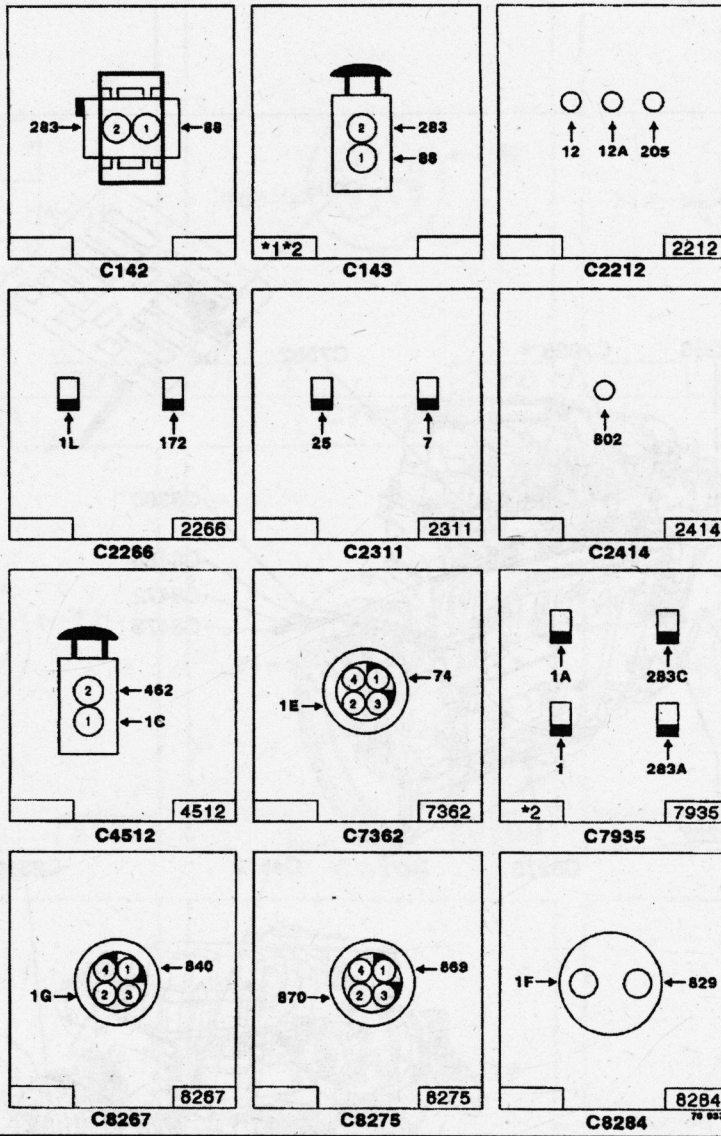 283 2 1 88
C142
2 283
1 88
*1*2
C143
12 12A 205
2212
C2212
1L 172
2266
C2266
25 7
2311
C2311
802
2414
C2414
2 462
1 1C
4512
C4512
4 1 74
1E 2 3
7362
C7362
1A 283C
1 283A
*2 7935
C7935
4 1 840
1G 2 3
8267
C8267
4 1 869
870 2 3
8275
C8275
1F 829
8284
C8284